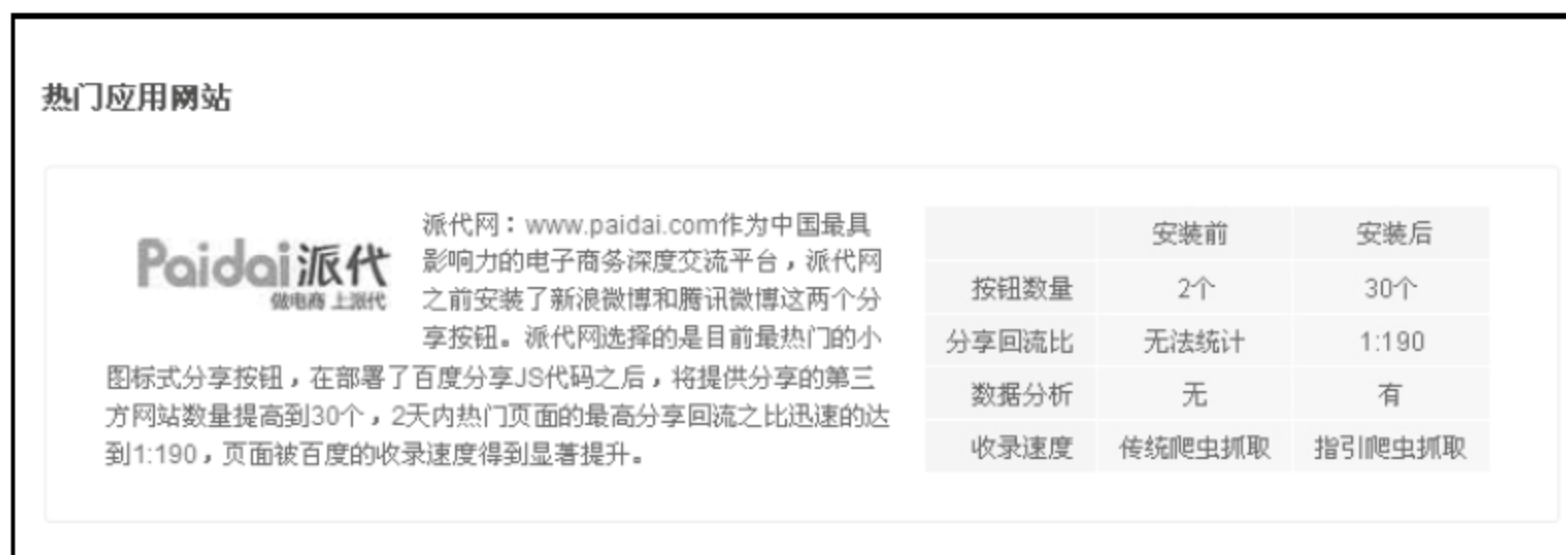 热门应用网站
Paidai派代
做电商 上派代
派代网：www.paidai.com作为中国最具
影响力的电子商务深度交流平台，派代网
之前安装了新浪微博和腾讯微博这两个分
享按钮。派代网选择的是目前最热门的小
图标式分享按钮，在部署了百度分享JS代码之后，将提供分享的第三
方网站数量提高到30个，2天内热门页面的最高分享回流之比迅速的达
到1:190，页面被百度的收录速度得到显著提升。
安装前 安装后
按钮数量 2个 30个
分享回流比 无法统计 1:190
数据分析 无 有
收录速度 传统爬虫抓取 指引爬虫抓取